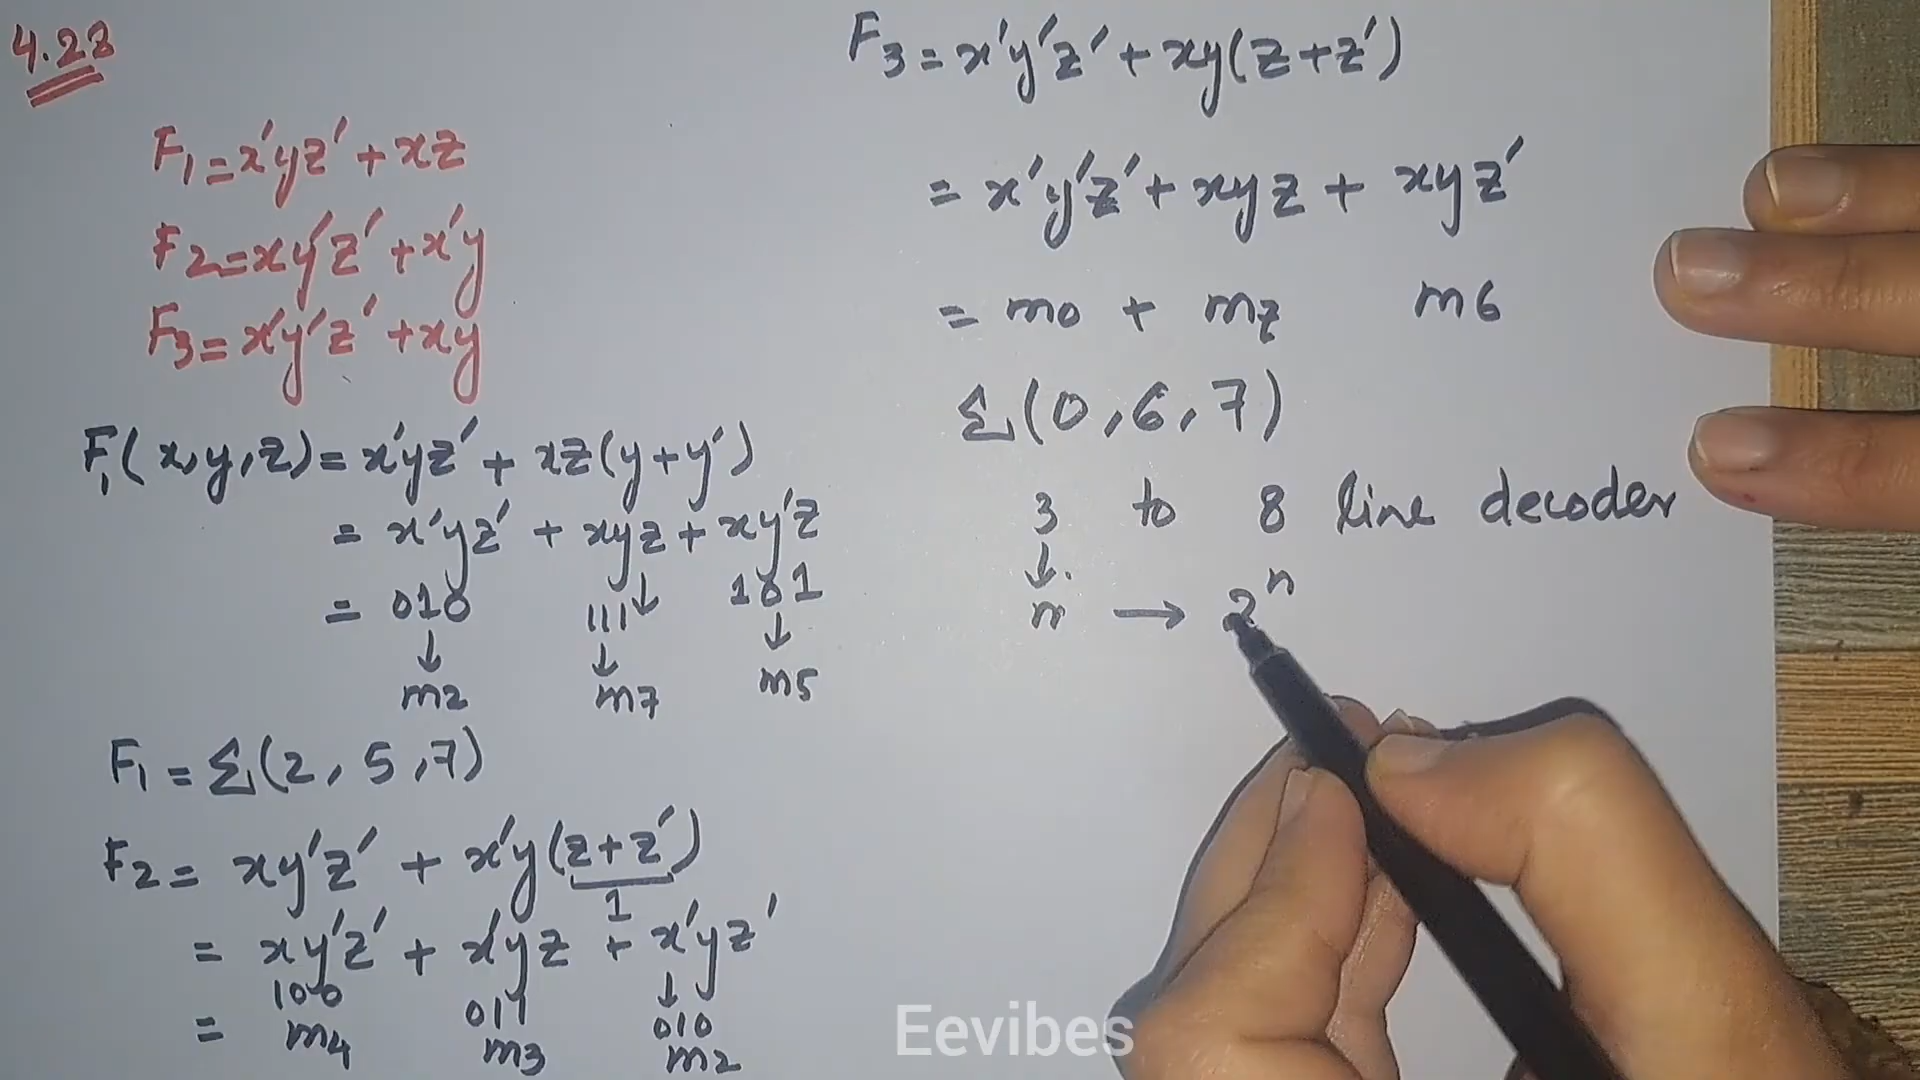 4.28
F1 = x'yz' + xz
F2 = xy'z' + x'y
F3 = x'y'z' + xy
F1(x,y,z) = x'yz' + xz(y+y')
= x'yz' + xyz + xy'z
= 010 111 101
m2 m7 m5
F1 = Σ(2, 5, 7)
F2 = xy'z' + x'y(z+z')
1
= xy'z' + x'yz + x'yz'
100 011 010
= m4 m3 m2
F3 = x'y'z' + xy(z+z')
= x'y'z' + xyz + xyz'
= m0 + m7 m6
Σ(0, 6, 7)
3 to 8 line decoder
n → 2^n
Eevibes